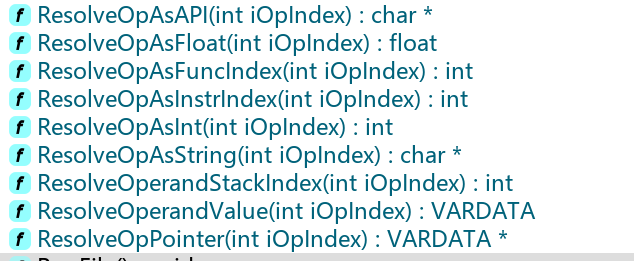 f ResolveOpAsAPI(int iOpIndex) : char *
f ResolveOpAsFloat(int iOpIndex) : float
f ResolveOpAsFuncIndex(int iOpIndex) : int
f ResolveOpAsInstrIndex(int iOpIndex) : int
f ResolveOpAsInt(int iOpIndex) : int
f ResolveOpAsString(int iOpIndex) : char *
f ResolveOperandStackIndex(int iOpIndex) : int
f ResolveOperandValue(int iOpIndex) : VARDATA
f ResolveOpPointer(int iOpIndex) : VARDATA *